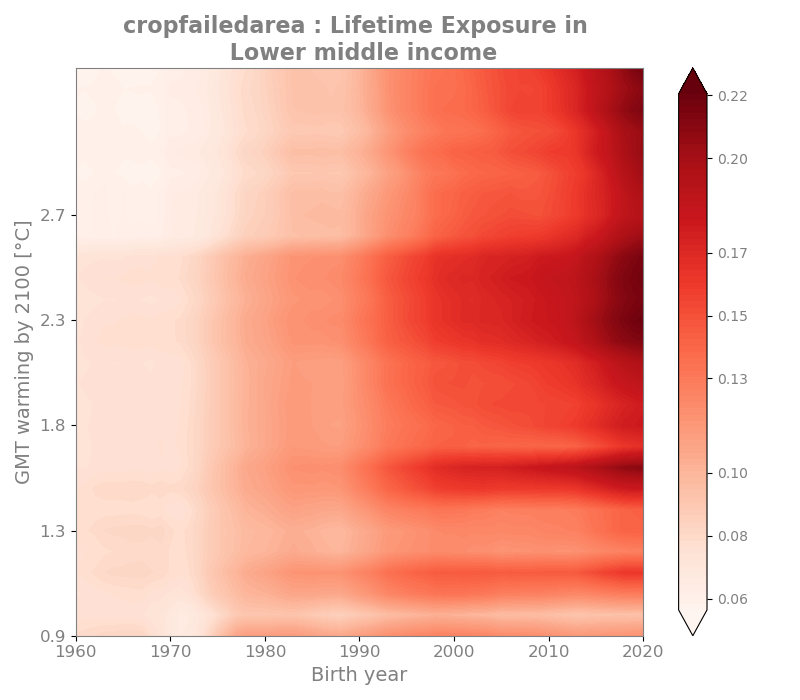 cropfailedarea : Lifetime Exposure in
Lower middle income
GMT warming by 2100 [°C]
2.7
2.3
1.8
1.3
0.9
1960 1970 1980 1990 2000 2010 2020
Birth year
0.22
0.20
0.17
0.15
0.13
0.10
0.08
0.06